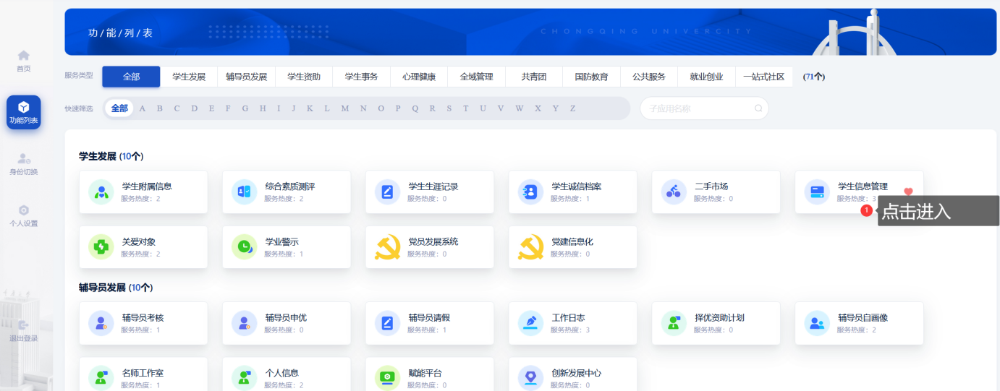 功 / 能 / 列 / 表
CHONGQING UNIVERCITY
首页
功能列表
身份切换
个人设置
退出登录
服务类型 全部 学生发展 辅导员发展 学生资助 学生事务 心理健康 全域管理 共青团 国防教育 公共服务 就业创业 一站式社区 (71个)
快速筛选 全部 A B C D E F G H I J K L M N O P Q R S T U V W X Y Z 子应用名称
学生发展 (10个)
学生附属信息 综合素质测评 学生生涯记录 学生诚信档案 二手市场 学生信息管理
服务热度：2 服务热度：2 服务热度：0 服务热度：1 服务热度：0 服务热度：3
1 点击进入
关爱对象 学业警示 党员发展系统 党建信息化
服务热度：2 服务热度：1 服务热度：0 服务热度：0
辅导员发展 (10个)
辅导员考核 辅导员申优 辅导员请假 工作日志 择优资助计划 辅导员自画像
服务热度：1 服务热度：0 服务热度：1 服务热度：3 服务热度：0 服务热度：2
名师工作室 个人信息 赋能平台 创新发展中心
服务热度：1 服务热度：2 服务热度：0 服务热度：0